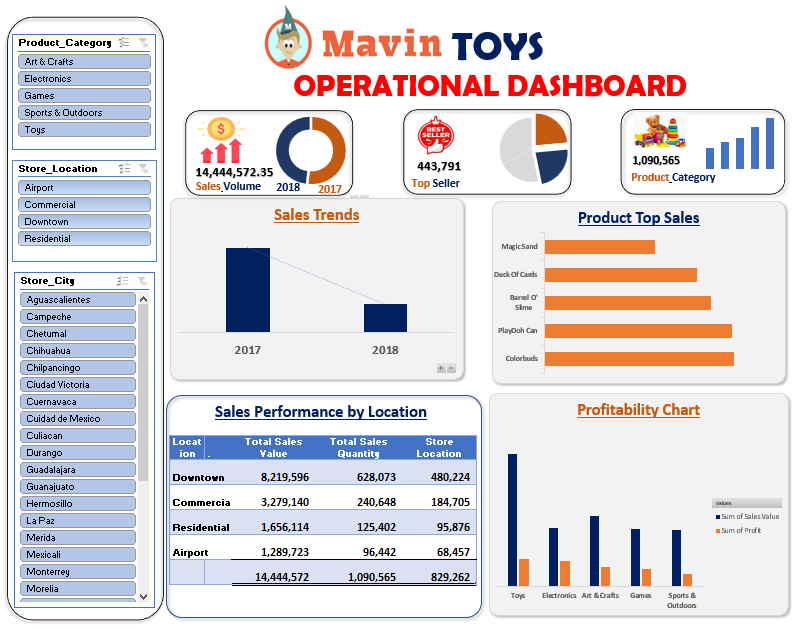 Mavin TOYS
OPERATIONAL DASHBOARD
Product_Category
Art & Crafts
Electronics
Games
Sports & Outdoors
Toys
Store_Location
Airport
Commercial
Downtown
Residential
Store_City
Aguascalientes
Campeche
Chetumal
Chihuahua
Chilpancingo
Ciudad Victoria
Cuernavaca
Cuidad de Mexico
Culiacan
Durango
Guadalajara
Guanajuato
Hermosillo
La Paz
Merida
Mexicali
Monterrey
Morelia
14,444,572.35
Sales Volume
2018
2017
BEST SELLER
443,791
Top Seller
1,090,565
Product_Category
Sales Trends
2017
2018
Product Top Sales
MagicSand
Deck Of Cards
Barrel O'
Slime
PlayDoh Can
Colorbuds
Sales Performance by Location
Locat ion . Total Sales Value Total Sales Quantity Store Location
Downtown 8,219,596 628,073 480,224
Commercia 3,279,140 240,648 184,705
Residential 1,656,114 125,402 95,876
Airport 1,289,723 96,442 68,457
14,444,572 1,090,565 829,262
Profitability Chart
Values
Sum of Sales Value
Sum of Profit
Toys
Electronics
Art & Crafts
Games
Sports &
Outdoors